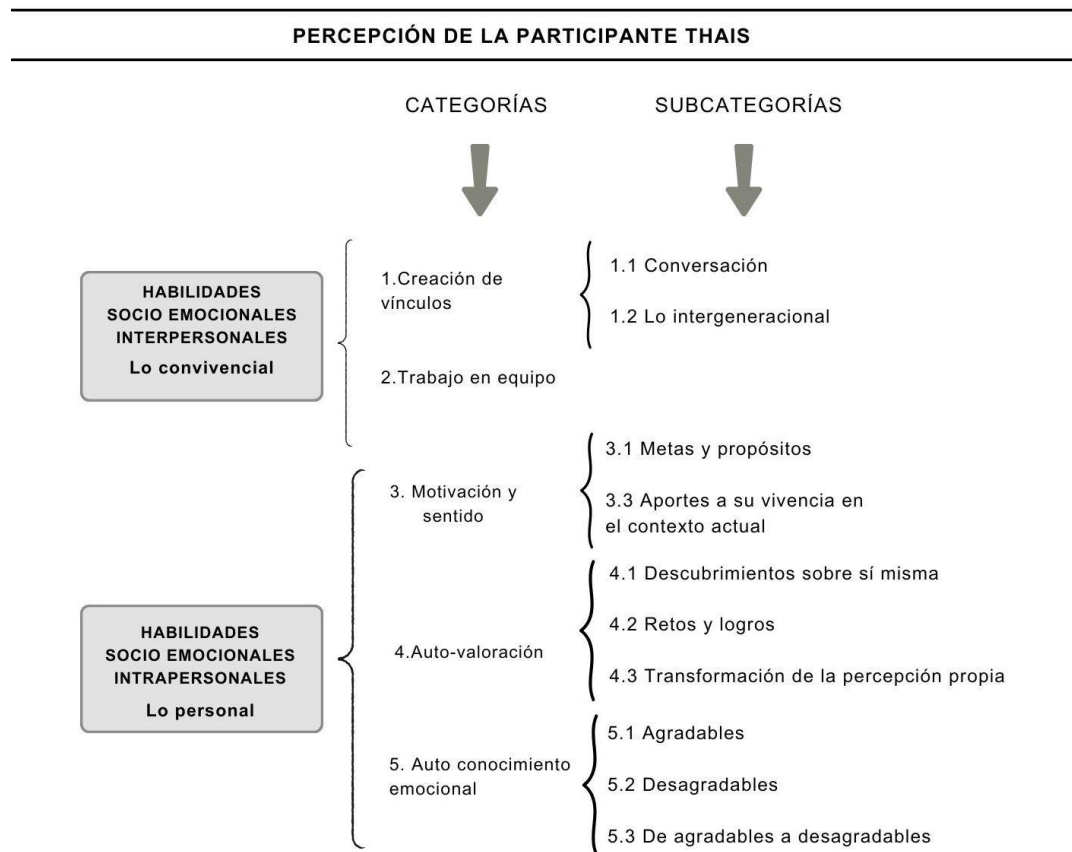 PERCEPCIÓN DE LA PARTICIPANTE THAIS
CATEGORÍAS
SUBCATEGORÍAS
HABILIDADES
SOCIO EMOCIONALES
INTERPERSONALES
Lo convivencial
1.Creación de
vínculos
1.1 Conversación
1.2 Lo intergeneracional
2.Trabajo en equipo
HABILIDADES
SOCIO EMOCIONALES
INTRAPERSONALES
Lo personal
3. Motivación y
sentido
3.1 Metas y propósitos
3.3 Aportes a su vivencia en
el contexto actual
4.Auto-valoración
4.1 Descubrimientos sobre sí misma
4.2 Retos y logros
4.3 Transformación de la percepción propia
5. Auto conocimiento
emocional
5.1 Agradables
5.2 Desagradables
5.3 De agradables a desagradables